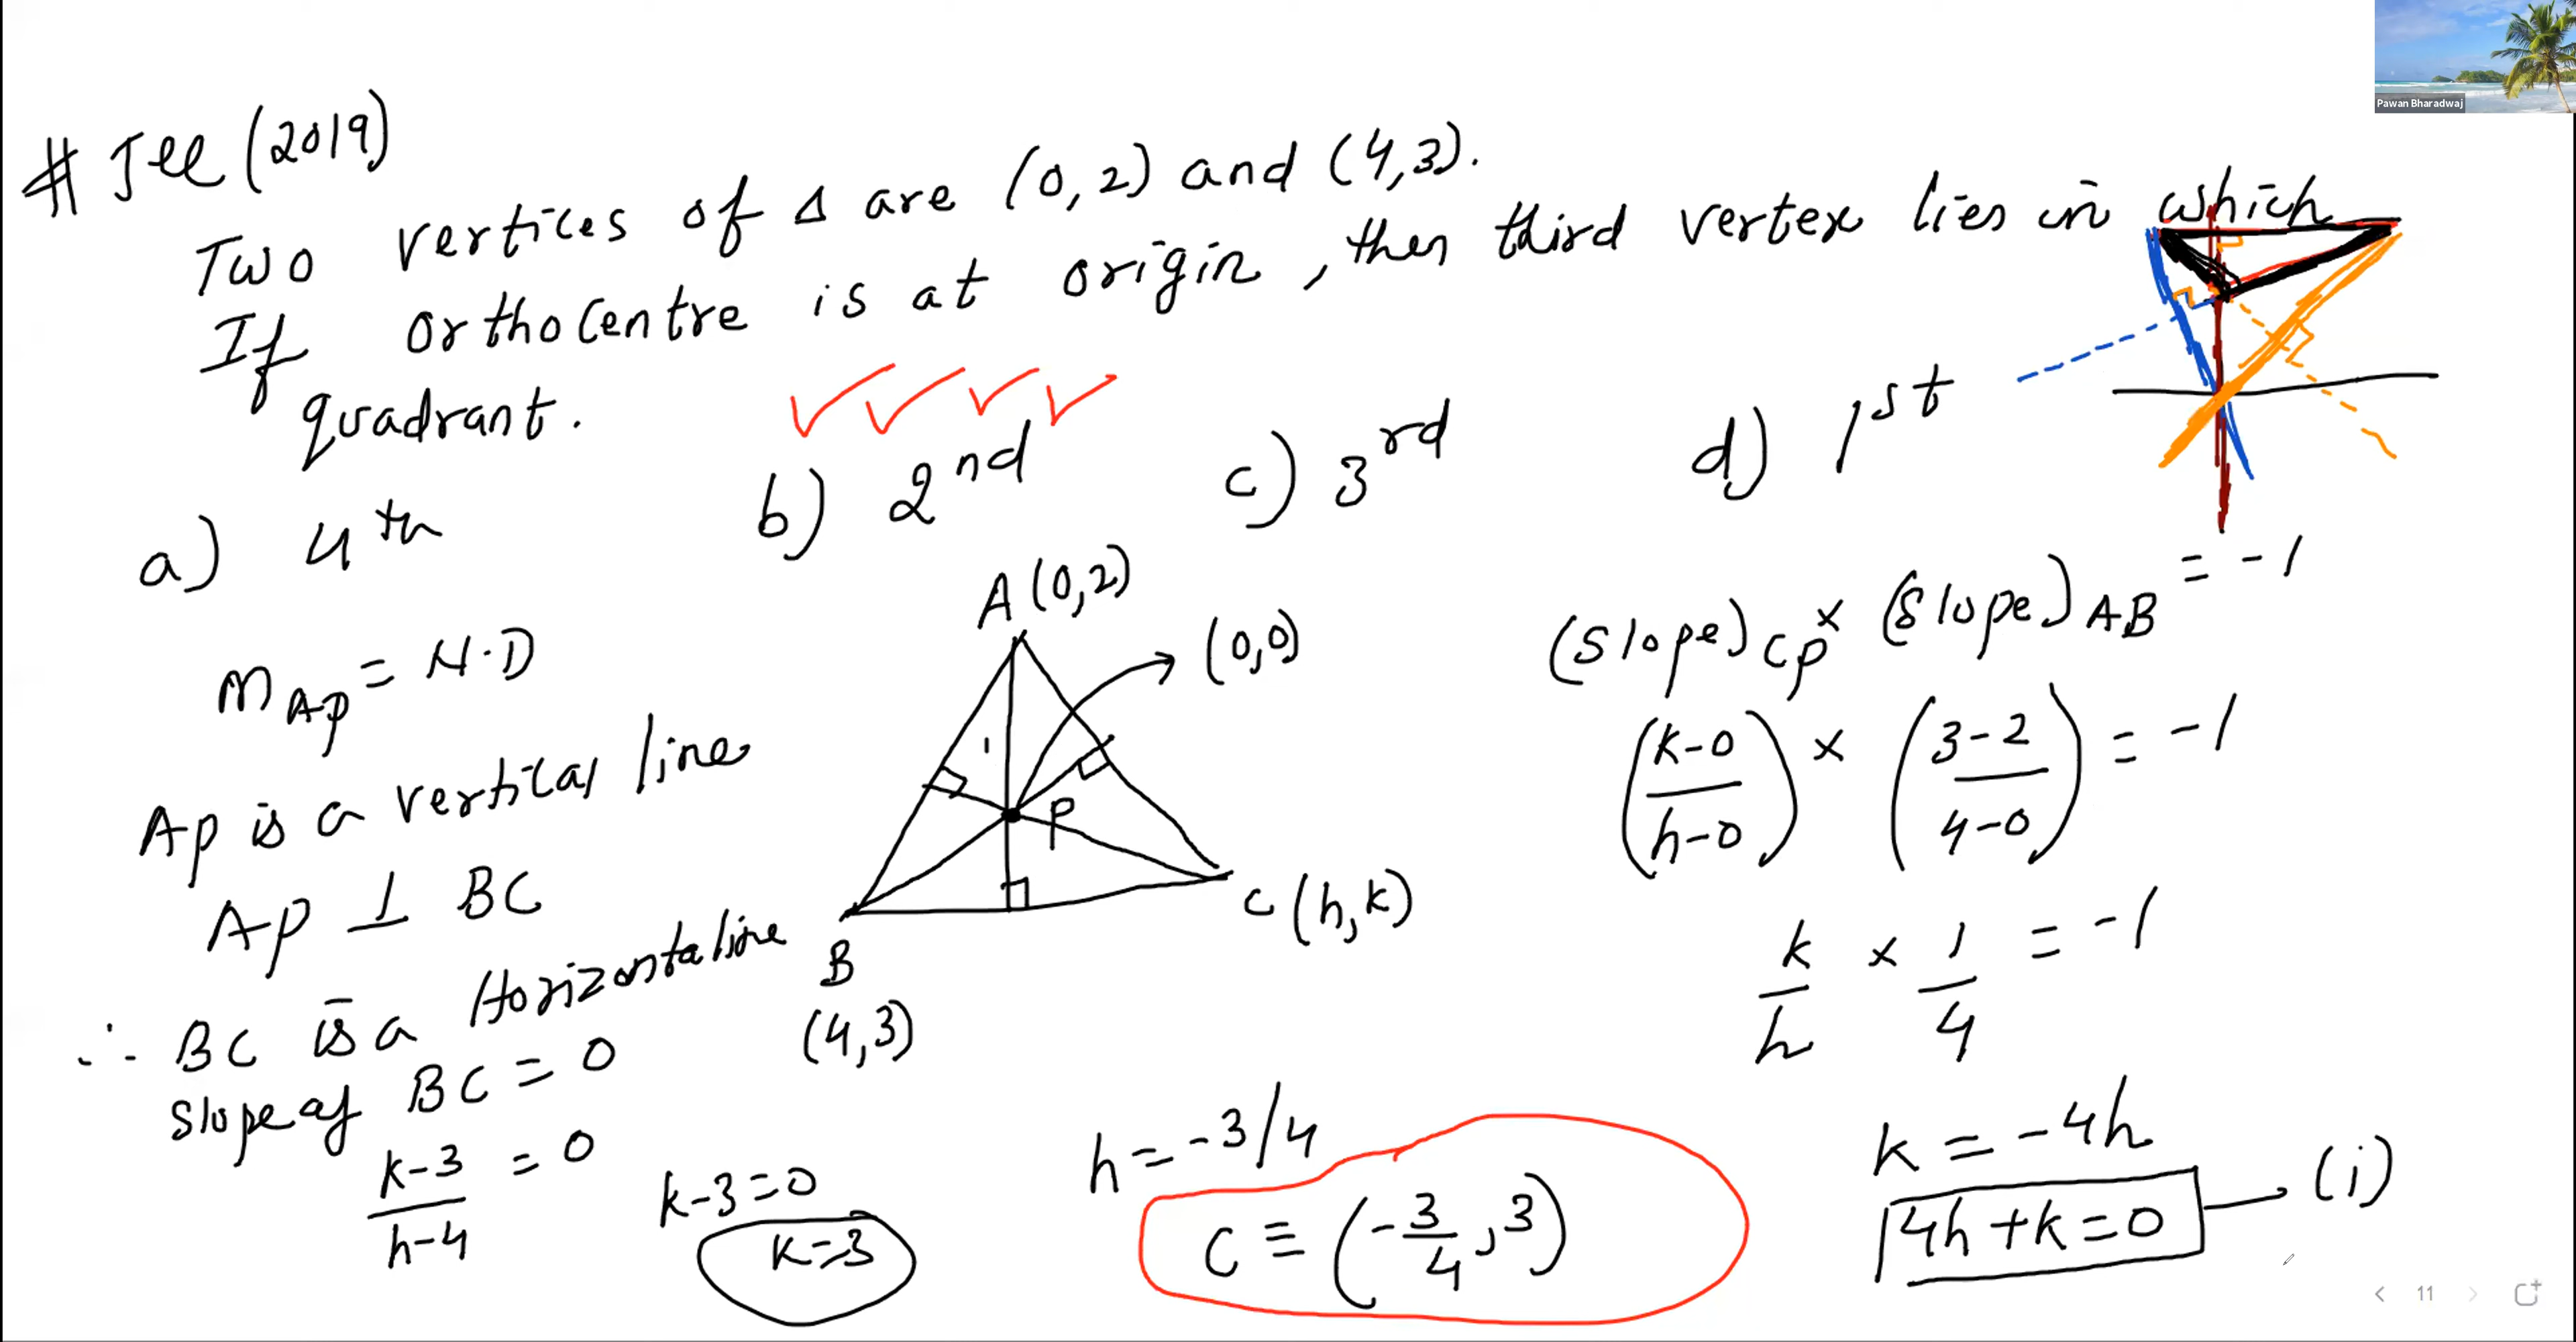 Pawan Bharadwaj
# Jee (2019)
Two vertices of Δ are (0,2) and (4,3).
If orthocentre is at origin, then third vertex lies in which
quadrant.
a) 4th b) 2nd c) 3rd d) 1st
m_AP = N.D
AP is a vertical line
AP ⊥ BC
∴ BC is a Horizontal line
slope of BC = 0
(k-3)/(h-4) = 0
k-3=0
k=3
A (0,2)
(0,0)
P
B
(4,3)
C (h,k)
h = -3/4
C ≡ (-3/4, 3)
(Slope)_CP × (Slope)_AB = -1
((k-0)/(h-0)) × ((3-2)/(4-0)) = -1
k/h × 1/4 = -1
k = -4h
4h+k=0 (i)
11